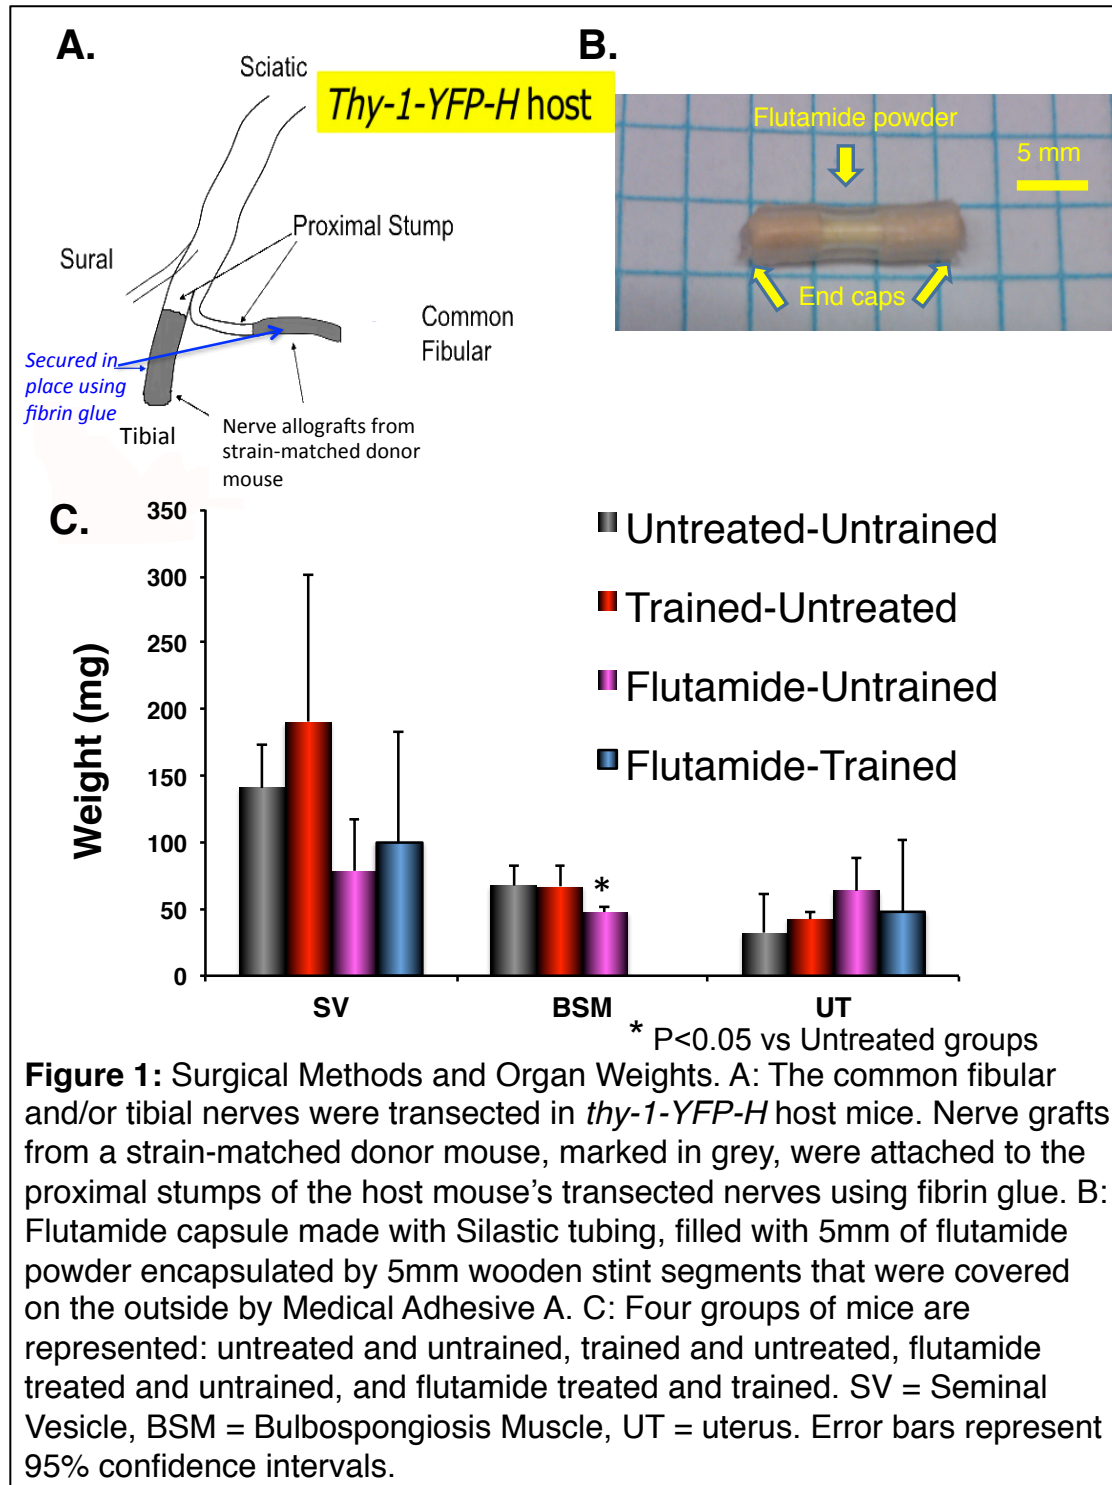 A.
Sciatic
Thy-1-YFP-H host
Proximal Stump
Sural
Common
Fibular
Secured in
place using
fibrin glue
Tibial
Nerve allografts from
strain-matched donor
mouse
B.
Flutamide powder
5 mm
End caps
C.
Weight (mg)
350
300
250
200
150
100
50
0
Untreated-Untrained
Trained-Untreated
Flutamide-Untrained
Flutamide-Trained
*
SV
BSM
UT
* P<0.05 vs Untreated groups
Figure 1: Surgical Methods and Organ Weights. A: The common fibular
and/or tibial nerves were transected in thy-1-YFP-H host mice. Nerve grafts
from a strain-matched donor mouse, marked in grey, were attached to the
proximal stumps of the host mouse's transected nerves using fibrin glue. B:
Flutamide capsule made with Silastic tubing, filled with 5mm of flutamide
powder encapsulated by 5mm wooden stint segments that were covered
on the outside by Medical Adhesive A. C: Four groups of mice are
represented: untreated and untrained, trained and untreated, flutamide
treated and untrained, and flutamide treated and trained. SV = Seminal
Vesicle, BSM = Bulbospongiosis Muscle, UT = uterus. Error bars represent
95% confidence intervals.